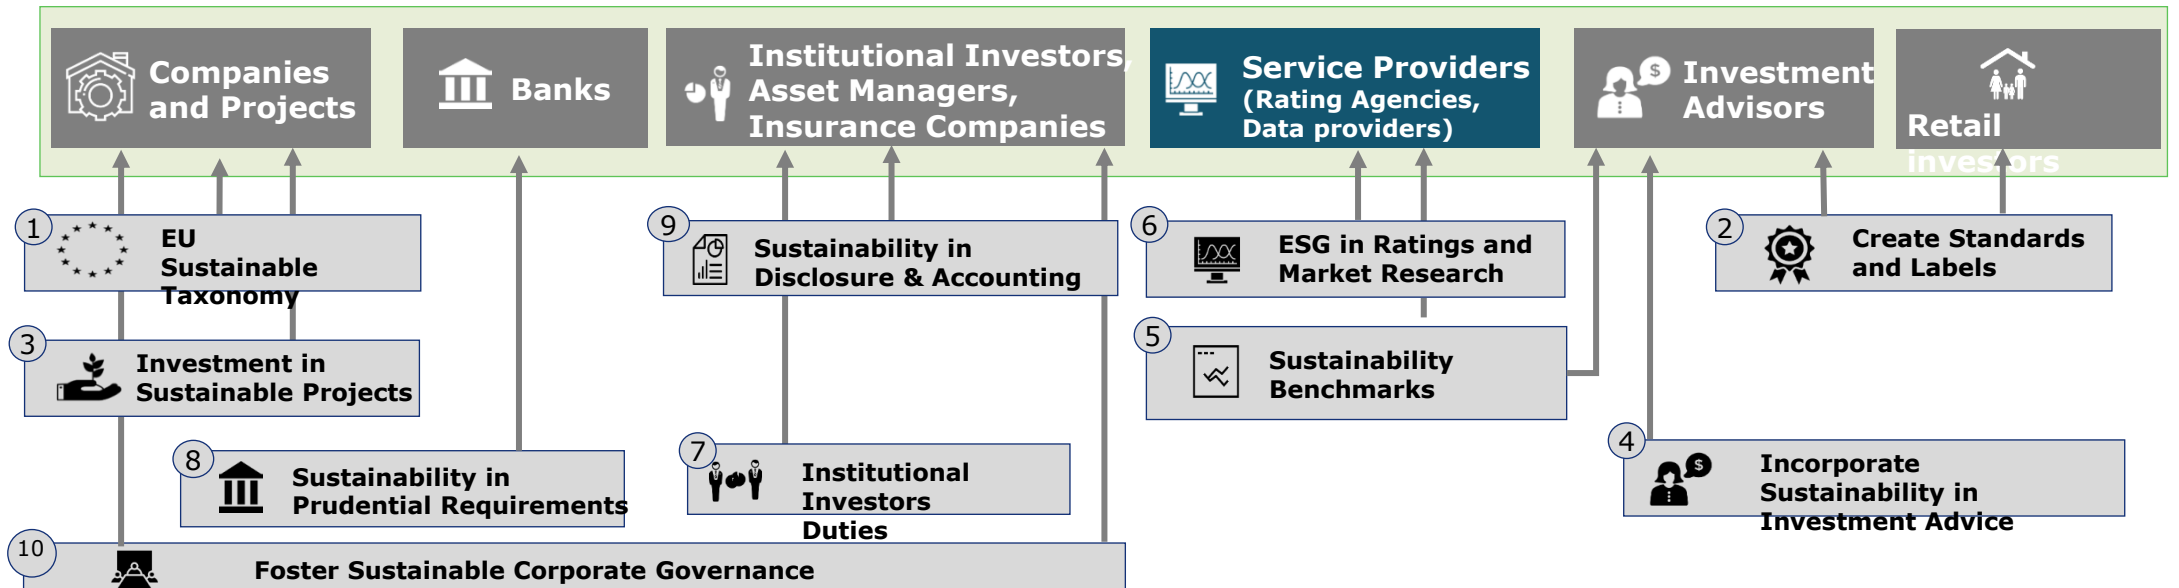 Companies
and Projects
Banks
Institutional Investors,
Asset Managers,
Insurance Companies
Service Providers
(Rating Agencies,
Data providers)
$
Investment
Advisors
Retail
investors
1
EU
Sustainable
Taxonomy
9
Sustainability in
Disclosure & Accounting
6
ESG in Ratings and
Market Research
2
Create Standards
and Labels
3
Investment in
Sustainable Projects
5
Sustainability
Benchmarks
8
Sustainability in
Prudential Requirements
7
Institutional
Investors
Duties
4
$
Incorporate
Sustainability in
Investment Advice
10
Foster Sustainable Corporate Governance